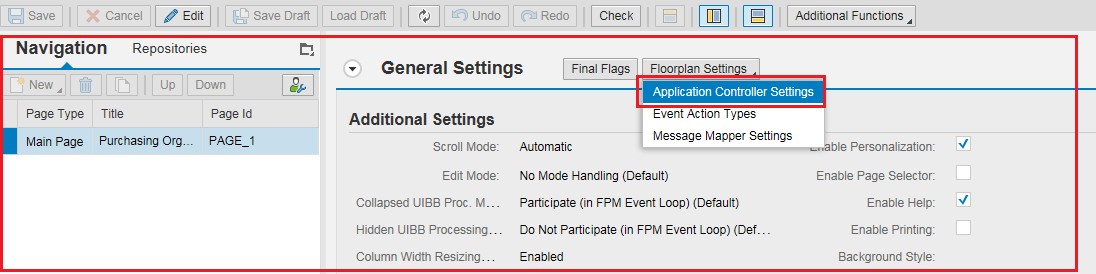 Save Cancel Edit Save Draft Load Draft Undo Redo Check Additional Functions
Navigation Repositories
New Up Down
Page Type Title Page Id
Main Page Purchasing Org... PAGE_1
General Settings Final Flags Floorplan Settings
Application Controller Settings
Event Action Types
Message Mapper Settings
Additional Settings
Scroll Mode: Automatic Enable Personalization:
Edit Mode: No Mode Handling (Default) Enable Page Selector:
Collapsed UIBB Proc. M... Participate (in FPM Event Loop) (Default) Enable Help:
Hidden UIBB Processing... Do Not Participate (in FPM Event Loop) (Def... Enable Printing:
Column Width Resizing... Enabled Background Style: